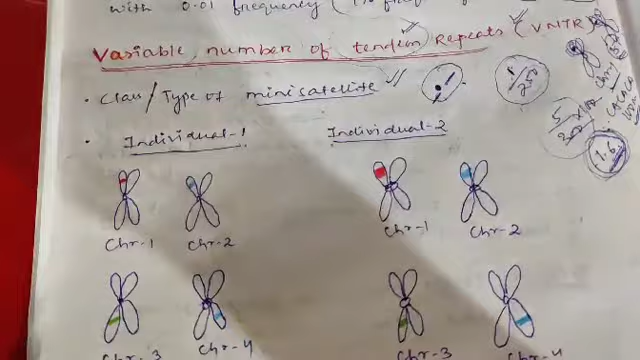 with 0.01 frequency (1%
Variable number of tandem Repeats (VNTR)
• Class/Type of minisatellite
• Individual-1 Individual-2
Chr-1 Chr-2 Chr-1 Chr-2
Chr-3 Chr-4 Chr-3 Chr-4